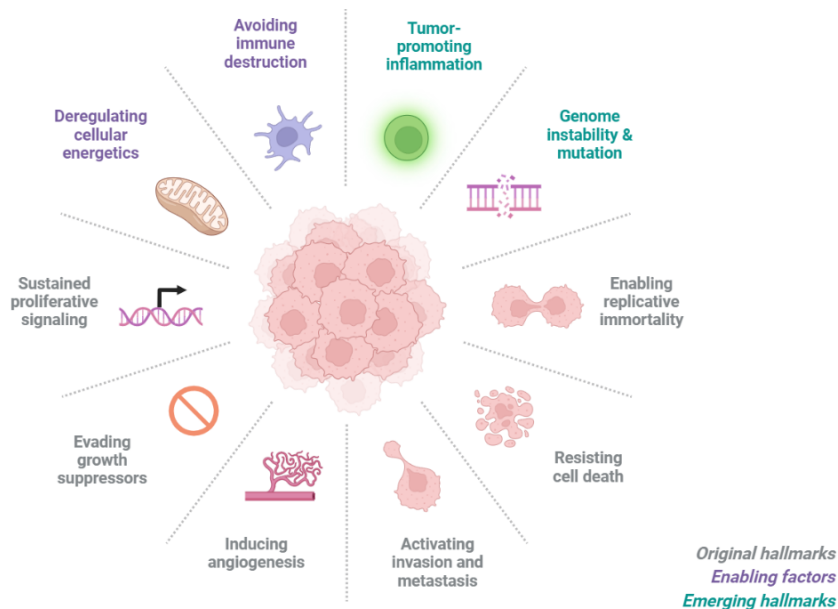 Avoiding
immune
destruction
Tumor-
promoting
inflammation
Deregulating
cellular
energetics
Genome
instability &
mutation
Sustained
proliferative
signaling
Enabling
replicative
immortality
Evading
growth
suppressors
Resisting
cell death
Inducing
angiogenesis
Activating
invasion and
metastasis
Original hallmarks
Enabling factors
Emerging hallmarks